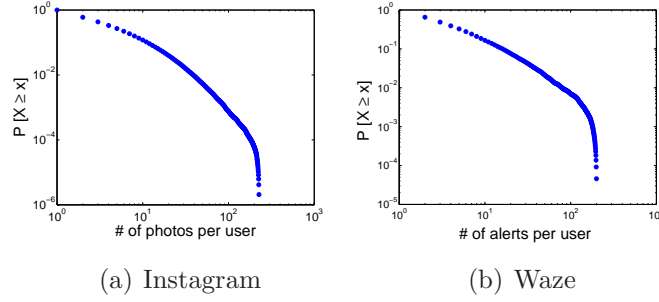 10^0
10^-2
10^-4
10^-6
P [X ≥ x]
10^0 10^1 10^2 10^3
# of photos per user
(a) Instagram
10^0
10^-1
10^-2
10^-3
10^-4
10^-5
P [X ≥ x]
10^0 10^1 10^2 10
# of alerts per user
(b) Waze